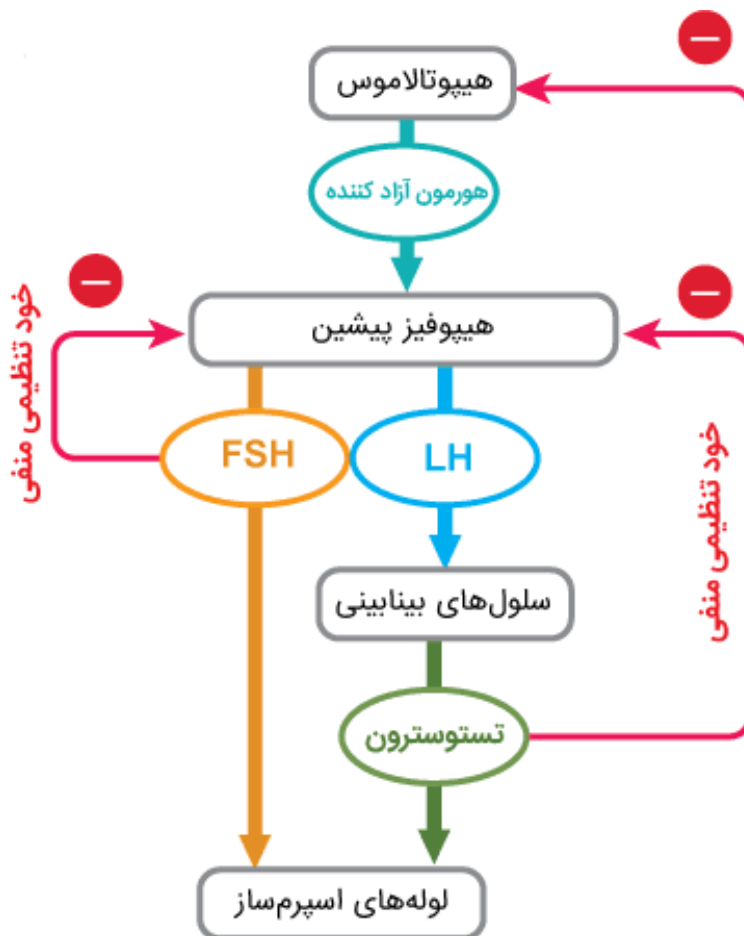 −
هیپوتالاموس
هورمون آزاد کننده
−
−
هیپوفیز پیشین
خود تنظیمی منفی
FSH
LH
خود تنظیمی منفی
سلول‌های بینابینی
تستوسترون
لوله‌های اسپرم‌ساز